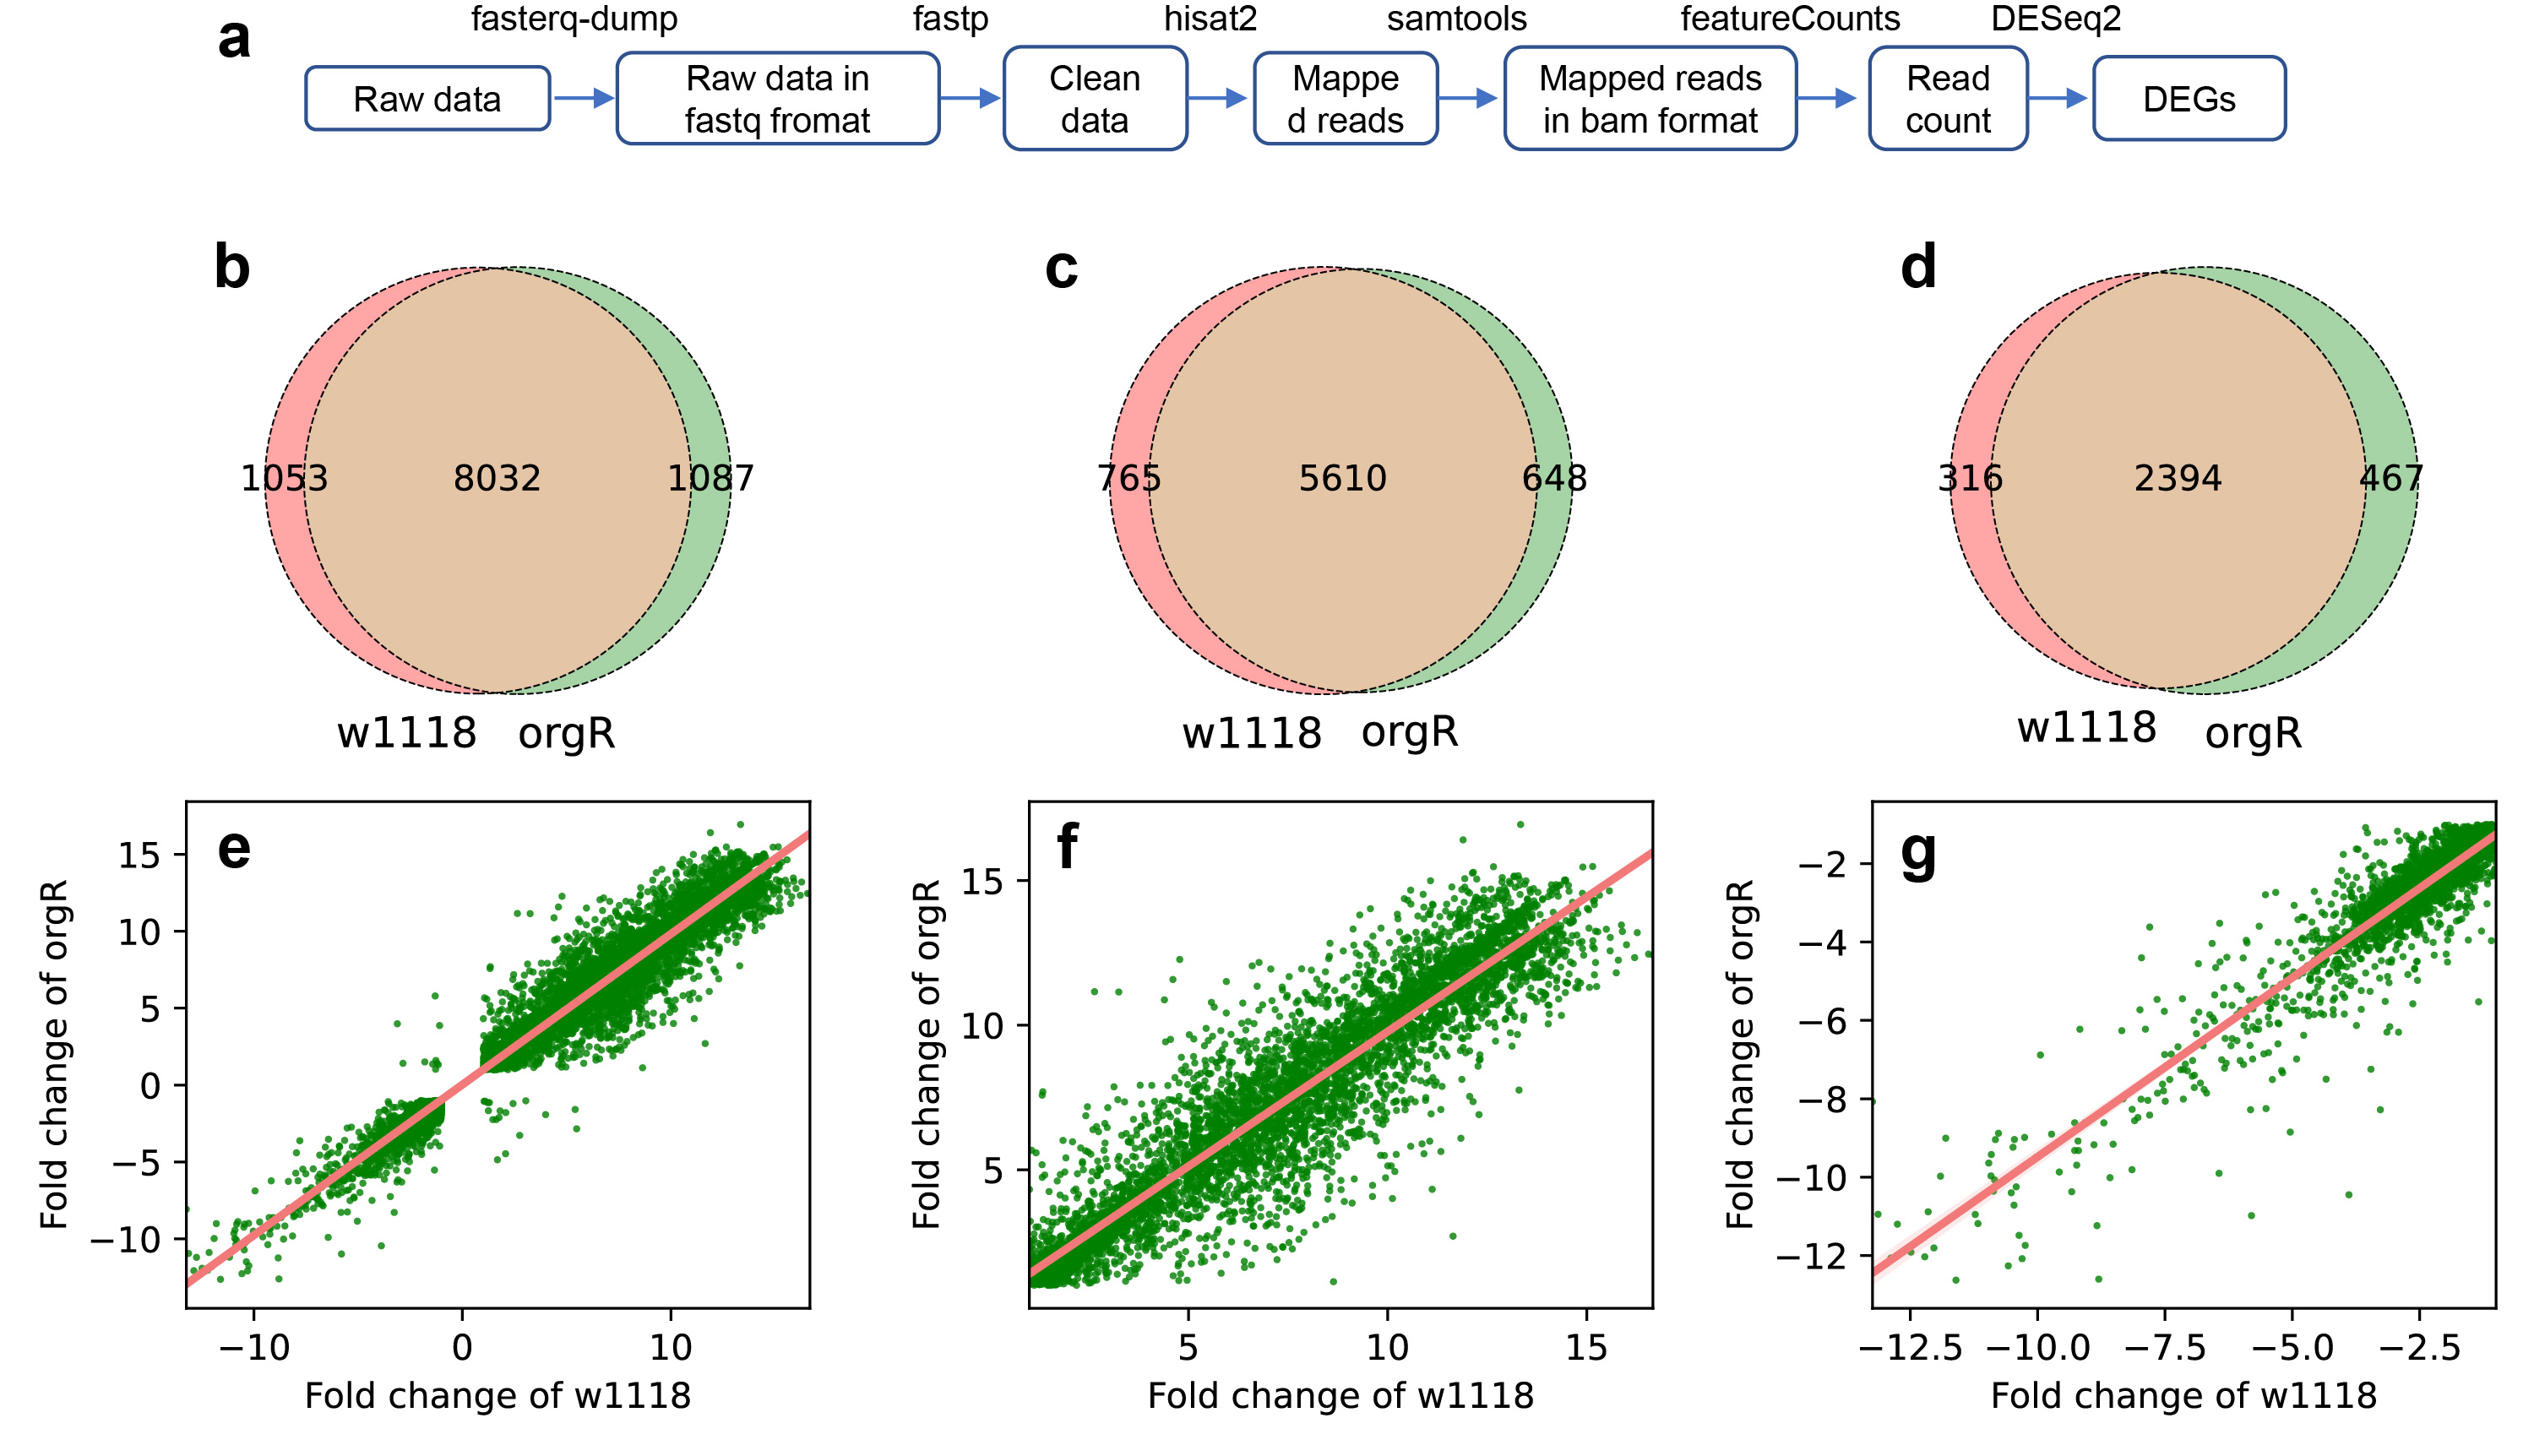 a
fasterq-dump fastp hisat2 samtools featureCounts DESeq2
Raw data
Raw data in
fastq fromat
Clean
data
Mappe
d reads
Mapped reads
in bam format
Read
count
DEGs
b
1053 8032 1087
w1118 orgR
c
765 5610 648
w1118 orgR
d
316 2394 467
w1118 orgR
e
Fold change of orgR
15
10
5
0
−5
−10
−10 0 10
Fold change of w1118
f
Fold change of orgR
15
10
5
5 10 15
Fold change of w1118
g
Fold change of orgR
−2
−4
−6
−8
−10
−12
−12.5 −10.0 −7.5 −5.0 −2.5
Fold change of w1118